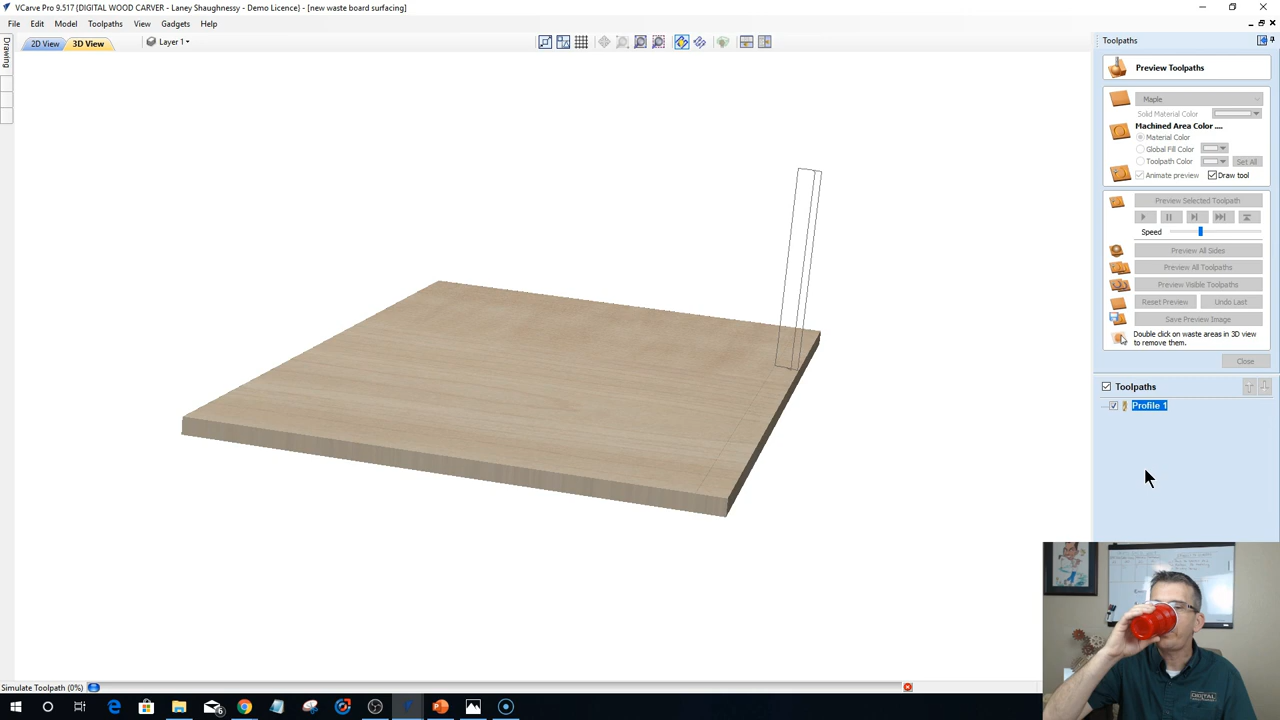 VCarve Pro 9.517 {DIGITAL WOOD CARVER - Laney Shaughnessy - Demo Licence} - [new waste board surfacing]
File Edit Model Toolpaths View Gadgets Help
2D View 3D View Layer 1
Drawing
Toolpaths
Preview Toolpaths
Maple
Solid Material Color
Machined Area Color ....
Material Color
Global Fill Color
Toolpath Color Set All
Animate preview Draw tool
Preview Selected Toolpath
Speed
Preview All Sides
Preview All Toolpaths
Preview Visible Toolpaths
Reset Preview Undo Last
Save Preview Image
Double click on waste areas in 3D view
to remove them.
Close
Toolpaths
Profile 1
Simulate Toolpath (0%)
6